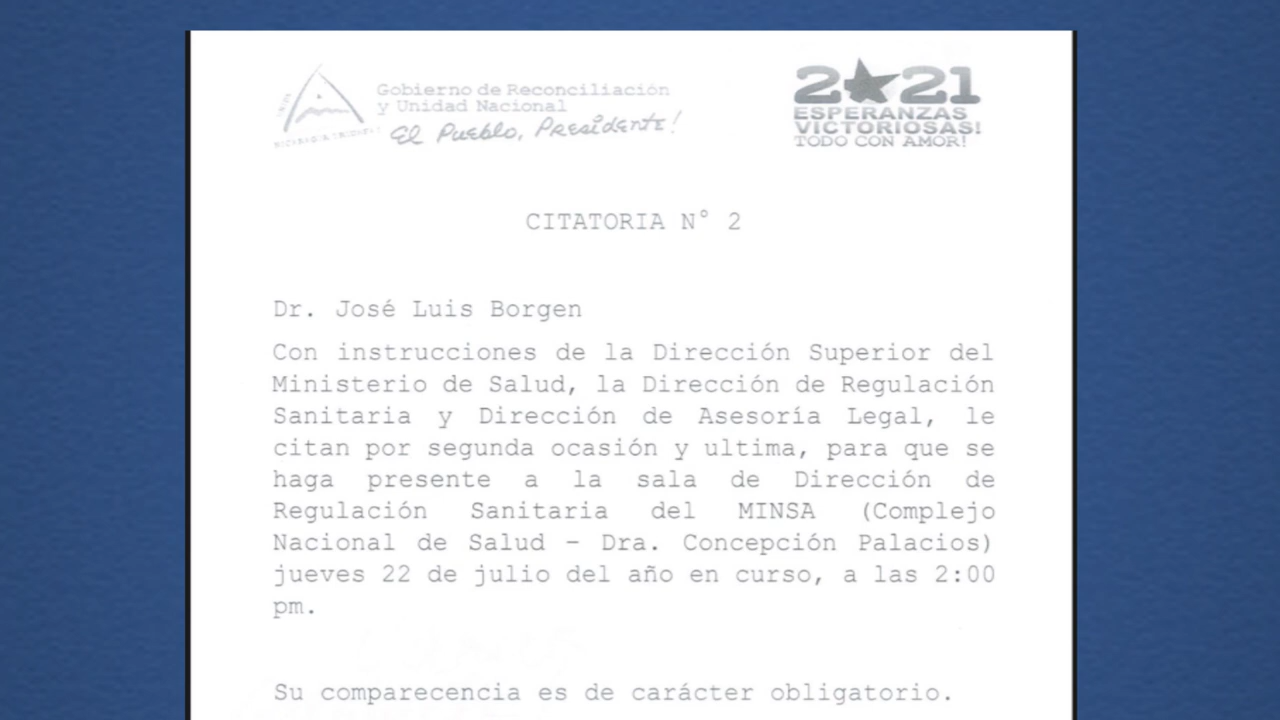 Gobierno de Reconciliación
y Unidad Nacional
El Pueblo, Presidente!
2021
ESPERANZAS
VICTORIOSAS!
TODO CON AMOR!
CITATORIA N° 2
Dr. José Luis Borgen
Con instrucciones de la Dirección Superior del
Ministerio de Salud, la Dirección de Regulación
Sanitaria y Dirección de Asesoría Legal, le
citan por segunda ocasión y ultima, para que se
haga presente a la sala de Dirección de
Regulación Sanitaria del MINSA (Complejo
Nacional de Salud – Dra. Concepción Palacios)
jueves 22 de julio del año en curso, a las 2:00
pm.
Su comparecencia es de carácter obligatorio.